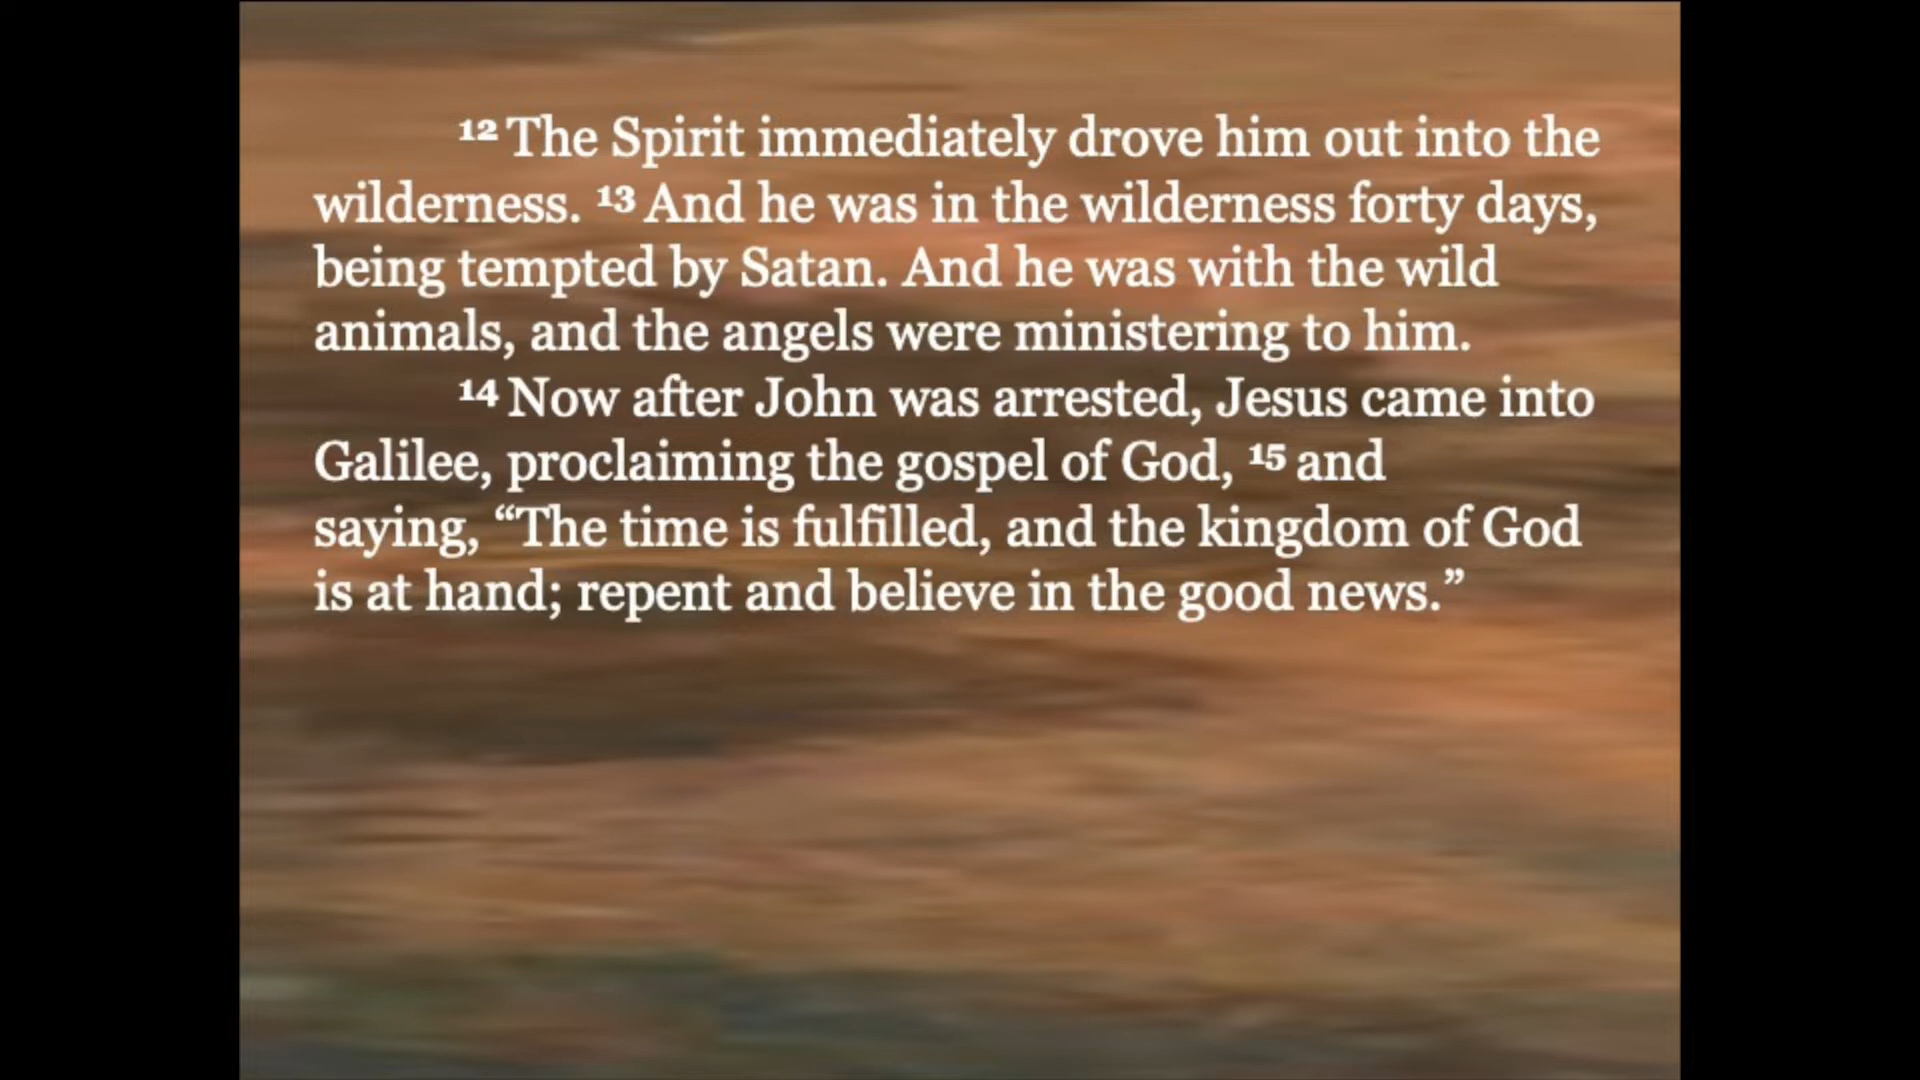 12 The Spirit immediately drove him out into the
wilderness. 13 And he was in the wilderness forty days,
being tempted by Satan. And he was with the wild
animals, and the angels were ministering to him.
14 Now after John was arrested, Jesus came into
Galilee, proclaiming the gospel of God, 15 and
saying, “The time is fulfilled, and the kingdom of God
is at hand; repent and believe in the good news.”